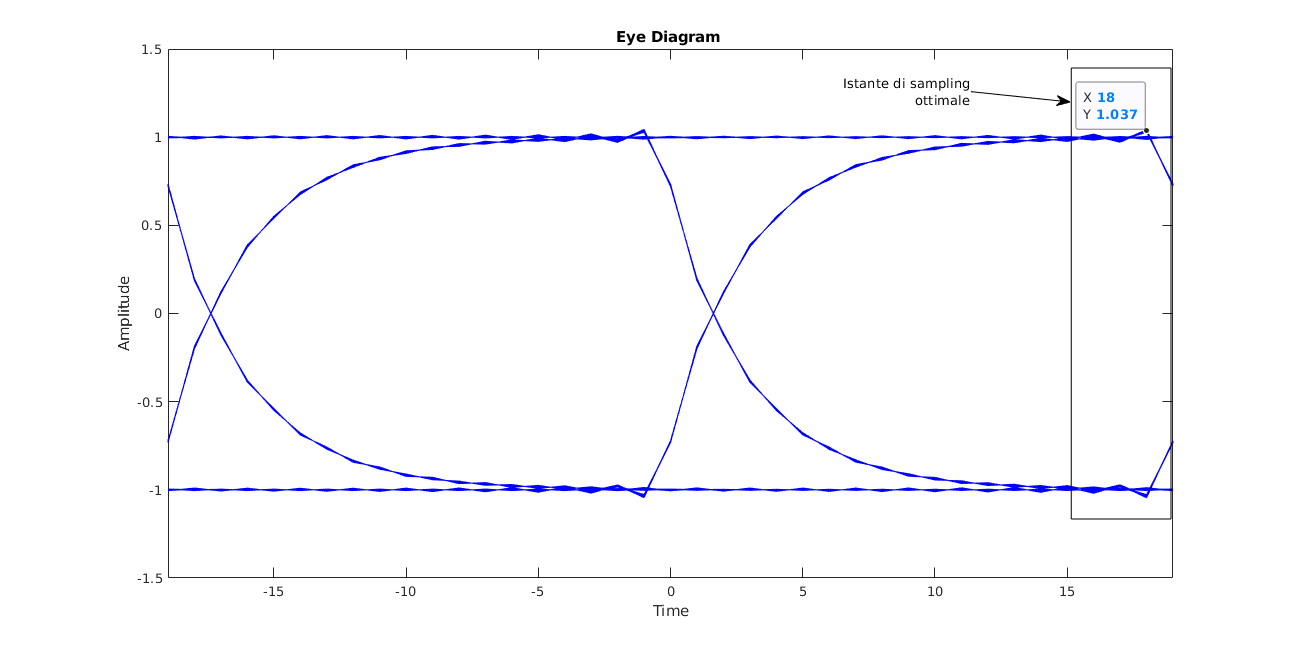 Eye Diagram
1.5
1
0.5
0
-0.5
-1
-1.5
Amplitude
Istante di sampling
ottimale
X 18
Y 1.037
-15 -10 -5 0 5 10 15
Time